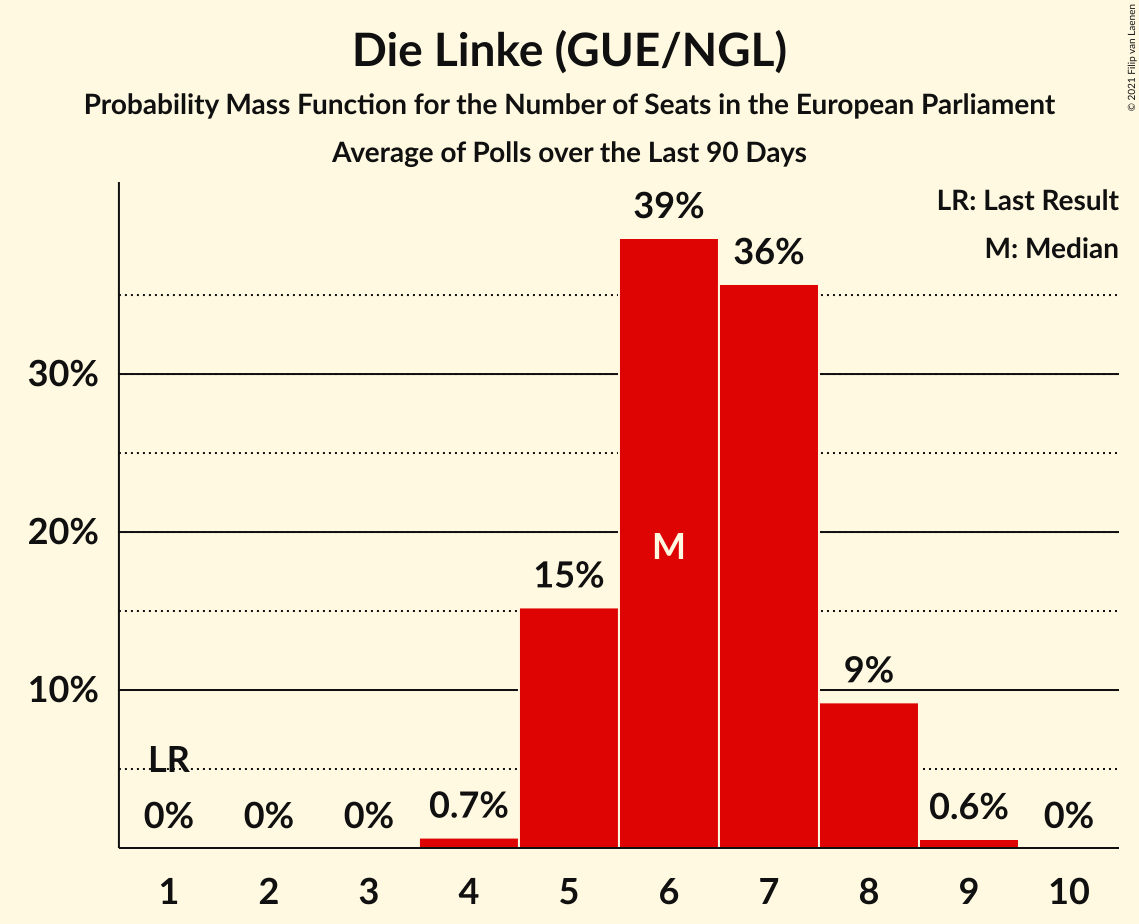 Die Linke (GUE/NGL)
Probability Mass Function for the Number of Seats in the European Parliament
Average of Polls over the Last 90 Days
© 2021 Filip van Laenen
LR: Last Result
M: Median
39%
36%
30%
20%
M
15%
10%
9%
LR
0%
0%
0%
0.7%
0.6%
0%
1 2 3 4 5 6 7 8 9 10